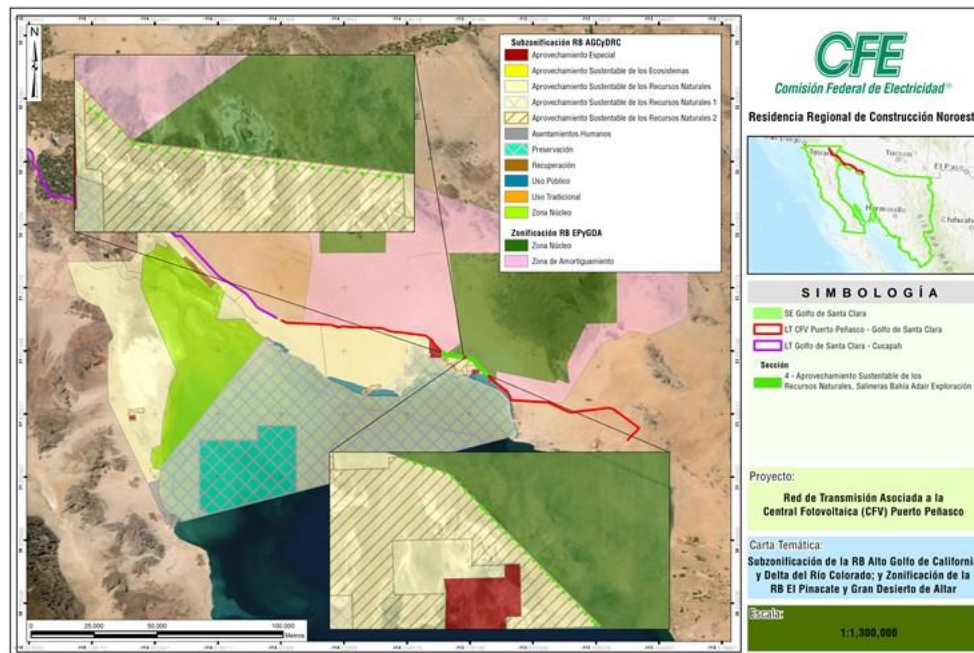 N
Subzonificación RB AGCyDRC
Aprovechamiento Especial
Aprovechamiento Sustentable de los Ecosistemas
Aprovechamiento Sustentable de los Recursos Naturales
Aprovechamiento Sustentable de los Recursos Naturales 1
Aprovechamiento Sustentable de los Recursos Naturales 2
Asentamientos Humanos
Preservación
Recuperación
Uso Público
Uso Tradicional
Zona Núcleo
Zonificación RB EPyGDA
Zona Núcleo
Zona de Amortiguamiento
0
25,000
50,000
100,000
Metros
CFE
Comisión Federal de Electricidad®
Residencia Regional de Construcción Noroeste
Tucson
El Paso
Hermosillo
SIMBOLOGÍA
SE Golfo de Santa Clara
LT CFV Puerto Peñasco - Golfo de Santa Clara
LT Golfo de Santa Clara - Cucapah
Sección
4 - Aprovechamiento Sustentable de los
Recursos Naturales, Salineras Bahía Adair Exploración
Proyecto:
Red de Transmisión Asociada a la
Central Fotovoltaica (CFV) Puerto Peñasco
Carta Temática:
Subzonificación de la RB Alto Golfo de California
y Delta del Río Colorado; y Zonificación de la
RB El Pinacate y Gran Desierto de Altar
Escala:
1:1,300,000